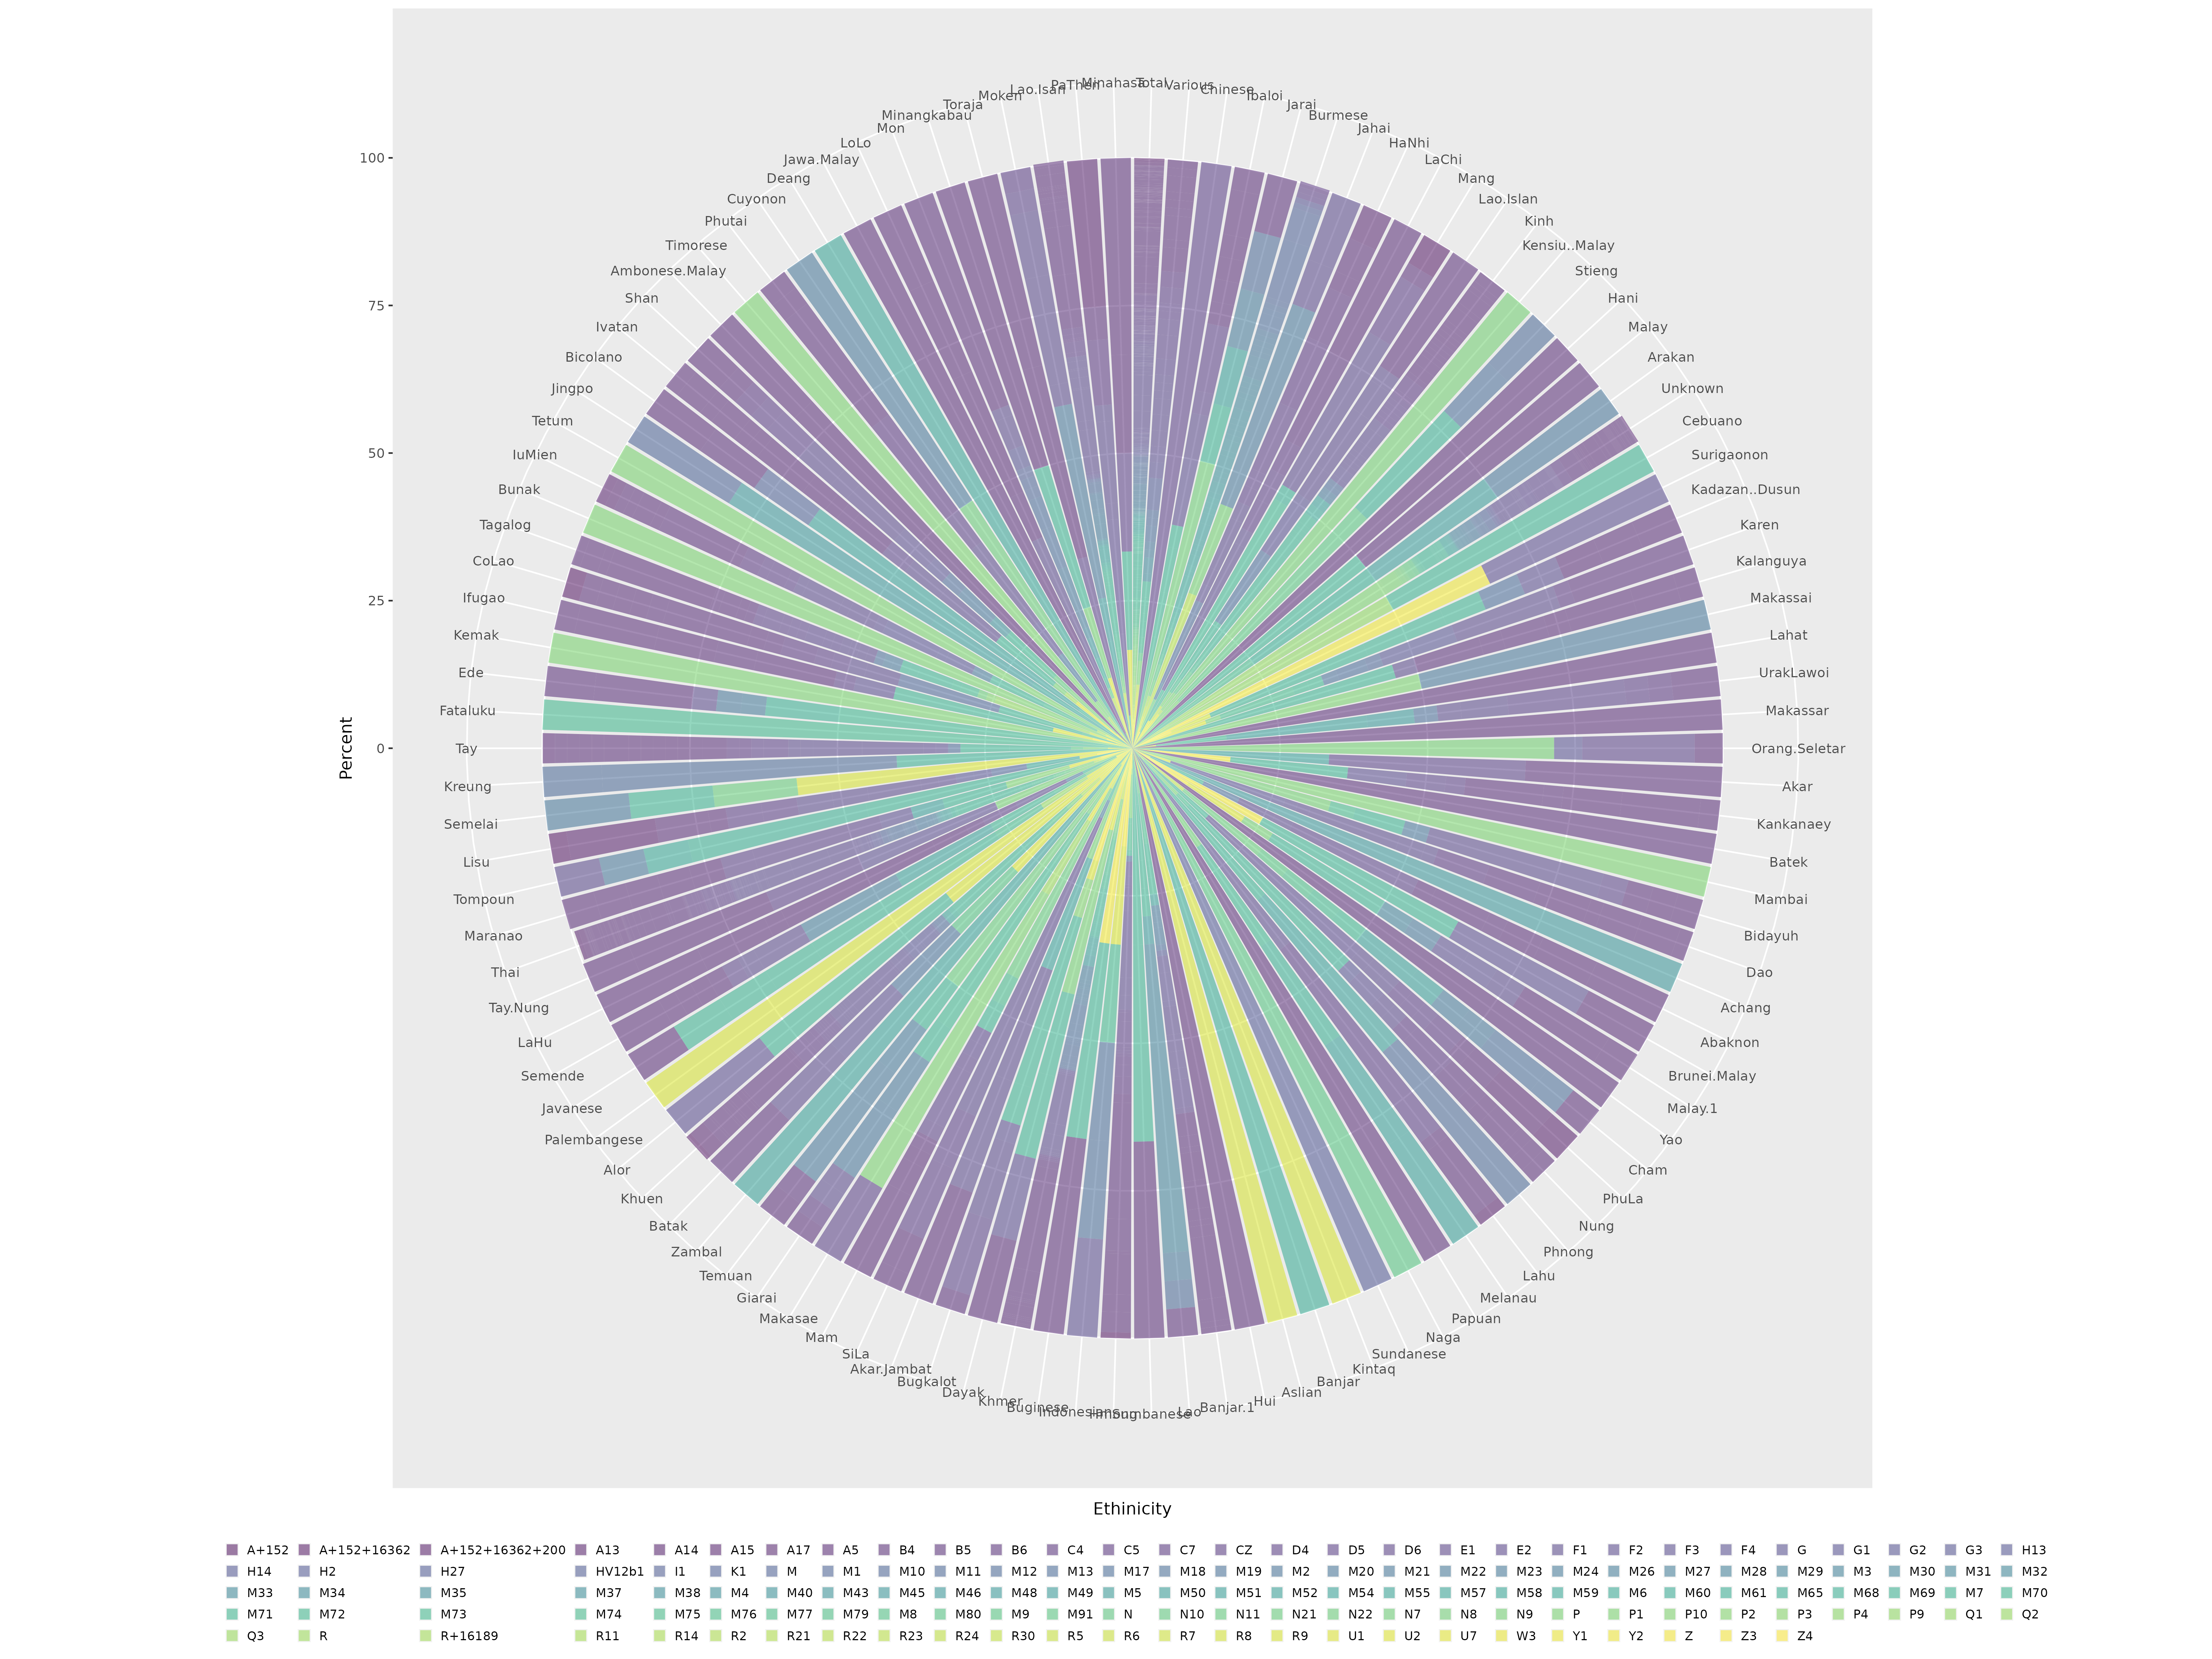 Minahasa
Total
Various
Chinese
Ibaloi
Jarai
Burmese
Jahai
HaNhi
LaChi
Mang
Lao.Islan
Kinh
Kensiu..Malay
Stieng
Hani
Malay
Arakan
Unknown
Cebuano
Surigaonon
Kadazan..Dusun
Karen
Kalanguya
Makassai
Lahat
UrakLawoi
Makassar
Orang.Seletar
Akar
Kankanaey
Batek
Mambai
Bidayuh
Dao
Achang
Abaknon
Brunei.Malay
Malay.1
Yao
Cham
PhuLa
Nung
Phnong
Lahu
Melanau
Papuan
Naga
Sundanese
Kintaq
Banjar
Aslian
Hui
Banjar.1
Lao
Sumbanese
Hmong
Indonesian
Buginese
Khmer
Dayak
Bugkalot
Akar.Jambat
SiLa
Mam
Makasae
Giarai
Temuan
Zambal
Batak
Khuen
Alor
Palembangese
Javanese
Semende
LaHu
Tay.Nung
Thai
Maranao
Tompoun
Lisu
Semelai
Kreung
Tay
Fataluku
Ede
Kemak
Ifugao
CoLao
Tagalog
Bunak
IuMien
Tetum
Jingpo
Bicolano
Ivatan
Shan
Ambonese.Malay
Timorese
Phutai
Cuyonon
Deang
Jawa.Malay
LoLo
Mon
Minangkabau
Toraja
Moken
Lao.Isan
PaThen
100
75
50
25
0
Percent
Ethinicity
A+152 A+152+16362 A+152+16362+200 A13 A14 A15 A17 A5 B4 B5 B6 C4 C5 C7 CZ D4 D5 D6 E1 E2 F1 F2 F3 F4 G G1 G2 G3 H13
H14 H2 H27 HV12b1 I1 K1 M M1 M10 M11 M12 M13 M17 M18 M19 M2 M20 M21 M22 M23 M24 M26 M27 M28 M29 M3 M30 M31 M32
M33 M34 M35 M37 M38 M4 M40 M43 M45 M46 M48 M49 M5 M50 M51 M52 M54 M55 M57 M58 M59 M6 M60 M61 M65 M68 M69 M7 M70
M71 M72 M73 M74 M75 M76 M77 M79 M8 M80 M9 M91 N N10 N11 N21 N22 N7 N8 N9 P P1 P10 P2 P3 P4 P9 Q1 Q2
Q3 R R+16189 R11 R14 R2 R21 R22 R23 R24 R30 R5 R6 R7 R8 R9 U1 U2 U7 W3 Y1 Y2 Z Z3 Z4